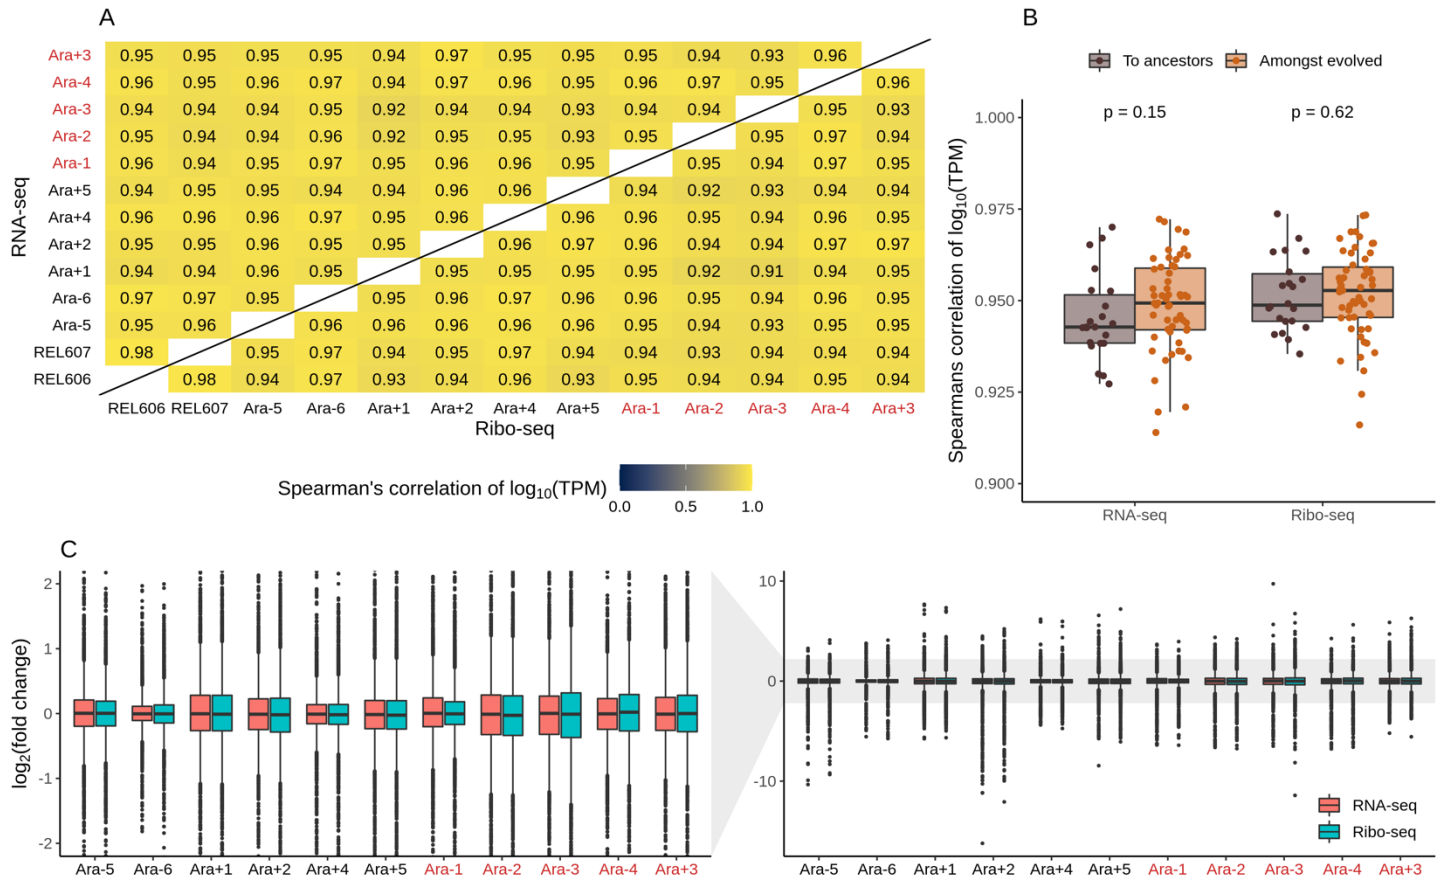 A
Ara+3 0.95 0.95 0.95 0.95 0.94 0.97 0.95 0.95 0.95 0.94 0.93 0.96
Ara-4 0.96 0.95 0.96 0.97 0.94 0.97 0.96 0.95 0.96 0.97 0.95 0.96
Ara-3 0.94 0.94 0.94 0.95 0.92 0.94 0.94 0.93 0.94 0.94 0.95 0.93
Ara-2 0.95 0.94 0.94 0.96 0.92 0.95 0.95 0.93 0.95 0.95 0.97 0.94
Ara-1 0.96 0.94 0.95 0.97 0.95 0.96 0.96 0.95 0.95 0.94 0.97 0.95
Ara+5 0.94 0.95 0.95 0.94 0.94 0.96 0.96 0.94 0.92 0.93 0.94 0.94
Ara+4 0.96 0.96 0.96 0.97 0.95 0.96 0.96 0.96 0.95 0.94 0.96 0.95
Ara+2 0.95 0.95 0.96 0.95 0.95 0.96 0.97 0.96 0.94 0.94 0.97 0.97
Ara+1 0.94 0.94 0.96 0.95 0.95 0.95 0.95 0.95 0.92 0.91 0.94 0.95
Ara-6 0.97 0.97 0.95 0.95 0.96 0.97 0.96 0.96 0.95 0.94 0.96 0.95
Ara-5 0.95 0.96 0.96 0.96 0.96 0.96 0.96 0.95 0.94 0.93 0.95 0.95
REL607 0.98 0.95 0.97 0.94 0.95 0.97 0.94 0.94 0.93 0.94 0.94 0.94
REL606 0.98 0.94 0.97 0.93 0.94 0.96 0.93 0.95 0.94 0.94 0.95 0.94
RNA-seq
REL606 REL607 Ara-5 Ara-6 Ara+1 Ara+2 Ara+4 Ara+5 Ara-1 Ara-2 Ara-3 Ara-4 Ara+3
Ribo-seq
Spearman's correlation of log10(TPM)
0.0 0.5 1.0
B
To ancestors Amongst evolved
p = 0.15 p = 0.62
1.000
0.975
0.950
0.925
0.900
Spearmans correlation of log10(TPM)
RNA-seq Ribo-seq
C
log2(fold change)
2
1
0
-1
-2
Ara-5 Ara-6 Ara+1 Ara+2 Ara+4 Ara+5 Ara-1 Ara-2 Ara-3 Ara-4 Ara+3
10
0
-10
RNA-seq
Ribo-seq
Ara-5 Ara-6 Ara+1 Ara+2 Ara+4 Ara+5 Ara-1 Ara-2 Ara-3 Ara-4 Ara+3